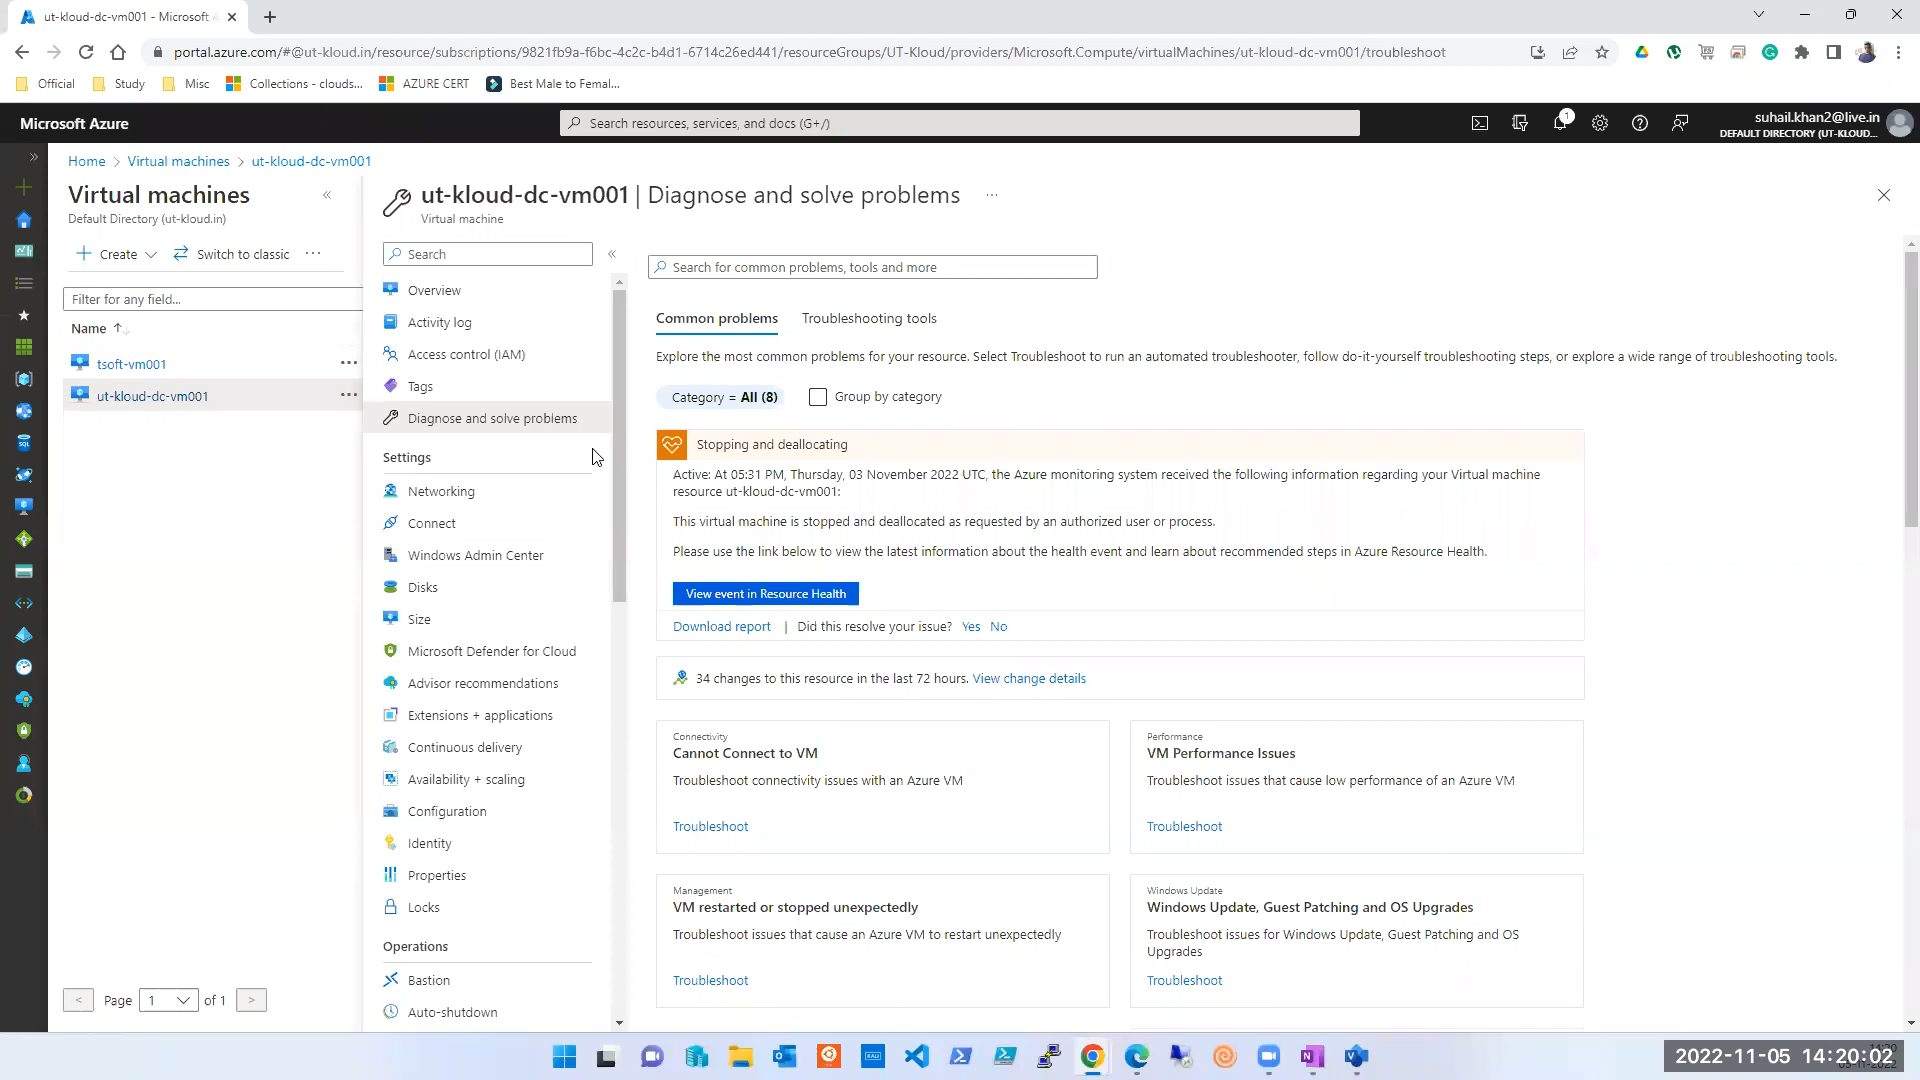 ut-kloud-dc-vm001 - Microsoft A
portal.azure.com/#@ut-kloud.in/resource/subscriptions/9821fb9a-f6bc-4c2c-b4d1-6714c26ed441/resourceGroups/UT-Kloud/providers/Microsoft.Compute/virtualMachines/ut-kloud-dc-vm001/troubleshoot
Official
Study
Misc
Collections - clouds...
AZURE CERT
Best Male to Femal...
Microsoft Azure
Search resources, services, and docs (G+/)
1
suhail.khan2@live.in
DEFAULT DIRECTORY (UT-KLOUD...
Home > Virtual machines > ut-kloud-dc-vm001
Virtual machines
Default Directory (ut-kloud.in)
Create
Switch to classic
Filter for any field...
Name
tsoft-vm001
ut-kloud-dc-vm001
< Page 1 of 1 >
ut-kloud-dc-vm001 | Diagnose and solve problems
Virtual machine
Search
Overview
Activity log
Access control (IAM)
Tags
Diagnose and solve problems
Settings
Networking
Connect
Windows Admin Center
Disks
Size
Microsoft Defender for Cloud
Advisor recommendations
Extensions + applications
Continuous delivery
Availability + scaling
Configuration
Identity
Properties
Locks
Operations
Bastion
Auto-shutdown
Search for common problems, tools and more
Common problems
Troubleshooting tools
Explore the most common problems for your resource. Select Troubleshoot to run an automated troubleshooter, follow do-it-yourself troubleshooting steps, or explore a wide range of troubleshooting tools.
Category = All (8)
Group by category
Stopping and deallocating
Active: At 05:31 PM, Thursday, 03 November 2022 UTC, the Azure monitoring system received the following information regarding your Virtual machine
resource ut-kloud-dc-vm001:
This virtual machine is stopped and deallocated as requested by an authorized user or process.
Please use the link below to view the latest information about the health event and learn about recommended steps in Azure Resource Health.
View event in Resource Health
Download report | Did this resolve your issue? Yes No
34 changes to this resource in the last 72 hours. View change details
Connectivity
Cannot Connect to VM
Troubleshoot connectivity issues with an Azure VM
Troubleshoot
Performance
VM Performance Issues
Troubleshoot issues that cause low performance of an Azure VM
Troubleshoot
Management
VM restarted or stopped unexpectedly
Troubleshoot issues that cause an Azure VM to restart unexpectedly
Troubleshoot
Windows Update
Windows Update, Guest Patching and OS Upgrades
Troubleshoot issues for Windows Update, Guest Patching and OS
Upgrades
Troubleshoot
2022-11-05 14:20:02